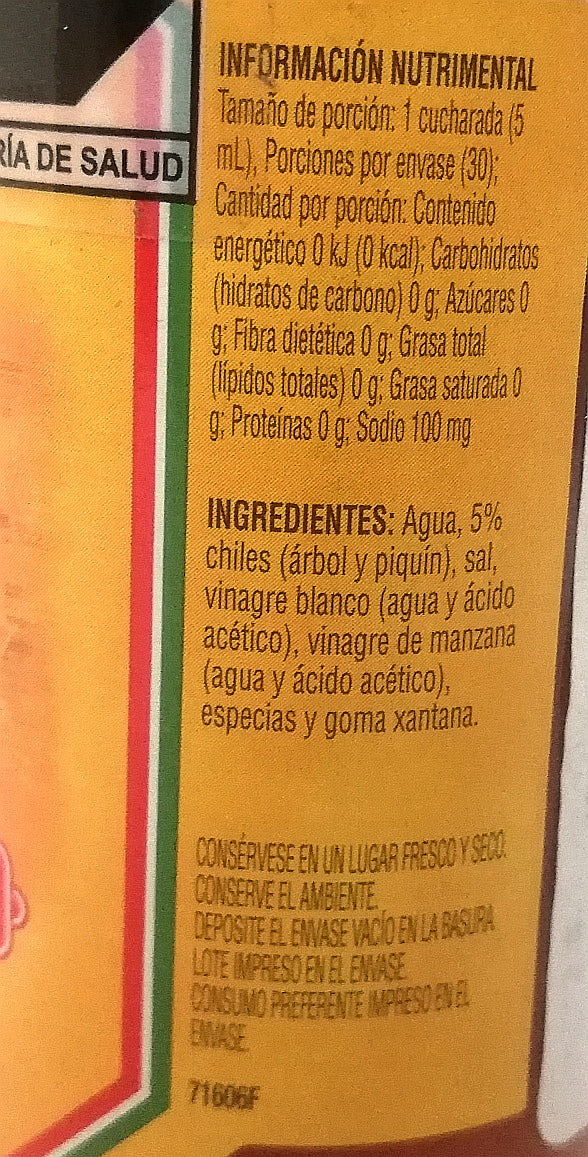 RÍA DE SALUD
INFORMACIÓN NUTRIMENTAL
Tamaño de porción: 1 cucharada (5
mL), Porciones por envase (30);
Cantidad por porción: Contenido
energético 0 kJ (0 kcal); Carbohidratos
(hidratos de carbono) 0 g; Azúcares 0
g; Fibra dietética 0 g; Grasa total
(lípidos totales) 0 g; Grasa saturada 0
g; Proteínas 0 g; Sodio 100 mg
INGREDIENTES: Agua, 5%
chiles (árbol y piquín), sal,
vinagre blanco (agua y ácido
acético), vinagre de manzana
(agua y ácido acético),
especias y goma xantana.
CONSÉRVESE EN UN LUGAR FRESCO Y SECO.
CONSERVE EL AMBIENTE.
DEPOSITE EL ENVASE VACÍO EN LA BASURA
LOTE IMPRESO EN EL ENVASE
CONSUMO PREFERENTE IMPRESO EN EL
ENVASE
71606F